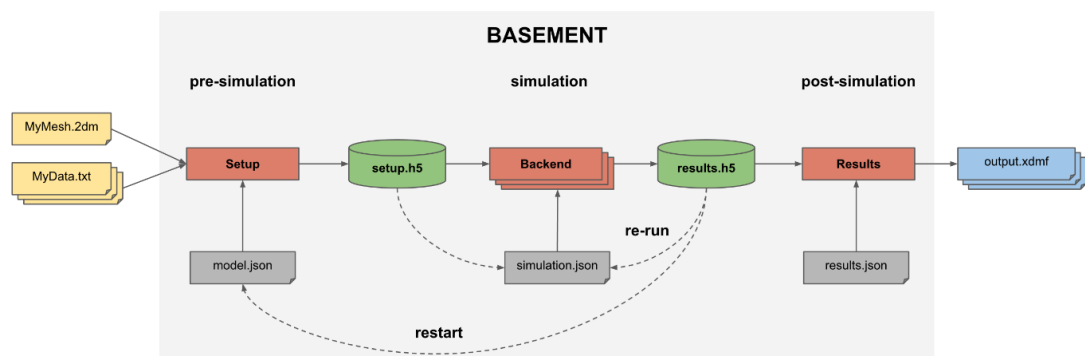 BASEMENT
pre-simulation
simulation
post-simulation
MyMesh.2dm
MyData.txt
Setup
setup.h5
Backend
results.h5
Results
output.xdmf
re-run
model.json
simulation.json
results.json
restart